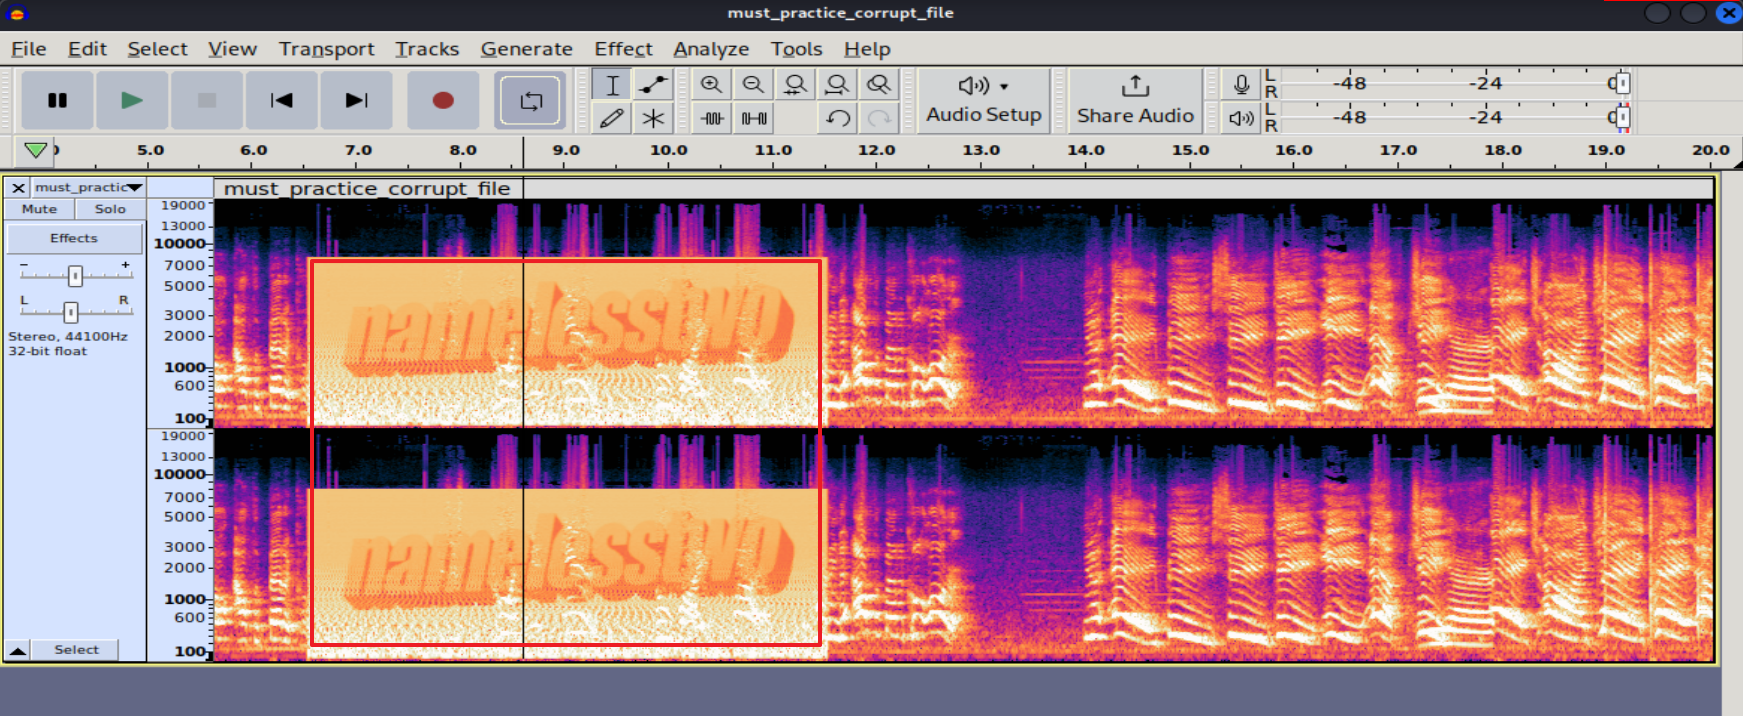 must_practice_corrupt_file
File Edit Select View Transport Tracks Generate Effect Analyze Tools Help
Audio Setup
Share Audio
L R -48 -24 0
L R -48 -24 0
5.0 6.0 7.0 8.0 9.0 10.0 11.0 12.0 13.0 14.0 15.0 16.0 17.0 18.0 19.0 20.0
× must_practic
must_practice_corrupt_file
Mute Solo
Effects
- +
L R
Stereo, 44100Hz
32-bit float
Select
19000
13000
10000
7000
5000
3000
2000
1000
600
100
19000
13000
10000
7000
5000
3000
2000
1000
600
100
namelesstwo
namelesstwo